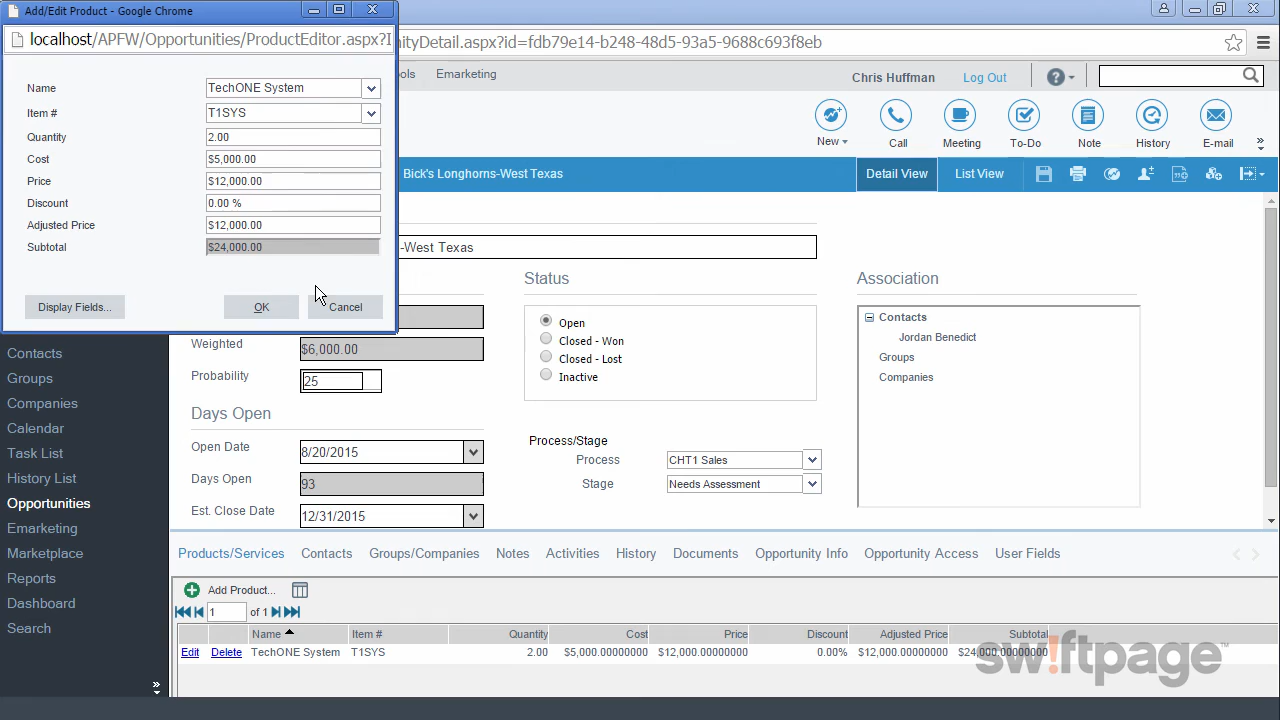 Add/Edit Product - Google Chrome
localhost/APFW/Opportunities/ProductEditor.aspx?I
nityDetail.aspx?id=fdb79e14-b248-48d5-93a5-9688c693f8eb
ols Emarketing
Chris Huffman Log Out ?
New Call Meeting To-Do Note History E-mail
Bick's Longhorns-West Texas Detail View List View
Name TechONE System
Item # T1SYS
Quantity 2.00
Cost $5,000.00
Price $12,000.00
Discount 0.00 %
Adjusted Price $12,000.00
Subtotal $24,000.00
Display Fields... OK Cancel
-West Texas
Status
Open
Closed - Won
Closed - Lost
Inactive
Association
Contacts
Jordan Benedict
Groups
Companies
Weighted $6,000.00
Probability 25
Days Open
Open Date 8/20/2015
Days Open 93
Est. Close Date 12/31/2015
Process/Stage
Process CHT1 Sales
Stage Needs Assessment
Contacts
Groups
Companies
Calendar
Task List
History List
Opportunities
Emarketing
Marketplace
Reports
Dashboard
Search
Products/Services Contacts Groups/Companies Notes Activities History Documents Opportunity Info Opportunity Access User Fields
Add Product...
1 of 1
Name Item # Quantity Cost Price Discount Adjusted Price Subtotal
Edit Delete TechONE System T1SYS 2.00 $5,000.00000000 $12,000.00000000 0.00% $12,000.00000000 $24,000.00000000
sw!ftpage™